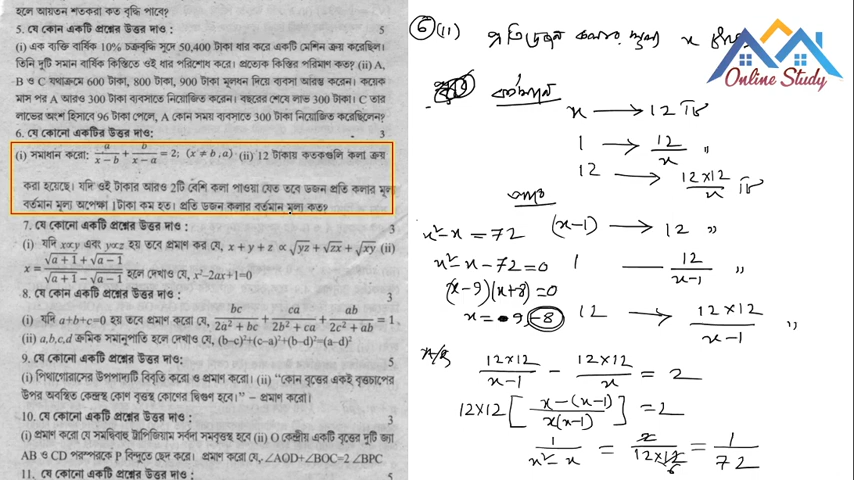 হলে আয়তন শতকরা কত বৃদ্ধি পাবে?
5. যে কোন একটি প্রশ্নের উত্তর দাও : 5
(i) এক ব্যক্তি বার্ষিক 10% চক্রবৃদ্ধি সুদে 50,400 টাকা ধার করে একটি মেশিন ক্রয় করেছিল।
তিনি দুটি সমান বার্ষিক কিস্তিতে ওই ধার পরিশোধ করে। প্রত্যেক কিস্তির পরিমাণ কত? (ii) A,
B ও C যথাক্রমে 600 টাকা, 800 টাকা, 900 টাকা মূলধন দিয়ে ব্যবসা আরম্ভ করেন। কয়েক
মাস পর A আরও 300 টাকা ব্যবসাতে নিয়োজিত করেন। বছরের শেষে লাভ 300 টাকা। C তার
লাভের অংশ হিসাবে 96 টাকা পেলে, A কোন সময় ব্যবসাতে 300 টাকা নিয়োজিত করেছিলেন?
6. যে কোনো একটির উত্তর দাও: 3
(i) সমাধান করো: a/(x−b) + b/(x−a) = 2; (x ≠ b, a) (ii) 12 টাকায় কতকগুলি কলা ক্রয়
করা হয়েছে। যদি ওই টাকার আরও 2টি বেশি কলা পাওয়া যেত তবে ডজন প্রতি কলার মূল্য
বর্তমান মূল্য অপেক্ষা 1টাকা কম হত। প্রতি ডজন কলার বর্তমান মূল্য কত?
7. যে কোনো একটি প্রশ্নের উত্তর দাও : 3
(i) যদি x∝y এবং y∝z হয় তবে প্রমাণ কর যে, x + y + z ∝ √yz + √zx + √xy (ii)
x = (√a+1 + √a−1)/(√a+1 − √a−1) হলে দেখাও যে, x²−2ax+1=0
8. যে কোনো একটি প্রশ্নের উত্তর দাও : 3
(i) যদি a+b+c=0 হয় তবে প্রমাণ করো যে, bc/(2a² + bc) + ca/(2b² + ca) + ab/(2c² + ab) = 1
(ii) a,b,c,d ক্রমিক সমানুপাতি হলে দেখাও যে, (b–c)²+(c–a)²+(b–d)²=(a–d)²
9. যে কোনো একটি প্রশ্নের উত্তর দাও : 5
(i) পিথাগোরাসের উপপাদ্যটি বিবৃতি করো ও প্রমাণ করো। (ii) "কোন বৃত্তের একই বৃত্তচাপের
উপর অবস্থিত কেন্দ্রস্থ কোণ বৃত্তস্থ কোণের দ্বিগুণ হবে।" – প্রমাণ করো।
10. যে কোনো একটি প্রশ্নের উত্তর দাও : 3
(i) প্রমাণ করো যে সমদ্বিবাহু ট্রাপিজিয়াম সর্বদা সমবৃত্তস্থ হবে (ii) O কেন্দ্রীয় একটি বৃত্তের দুটি জ্যা
AB ও CD পরস্পরকে P বিন্দুতে ছেদ করে। প্রমাণ করো যে, ∠AOD+∠BOC=2 ∠BPC
11. যে কোনো একটি প্রশ্নের উত্তর দাও : 5
6 (ii) প্রতি ডজন কলার মূল্য x
বর্তমান
x → 12 টি
1 → 12/x "
12 → 12×12/x টি
(x−1) → 12 "
1 — 12/(x−1) "
12 → 12×12/(x−1) "
x²−x=72
x²−x−72=0
(x−9)(x+8)=0
x = 9, −8
12×12/(x−1) − 12×12/x = 2
12×12 [ (x−(x−1))/(x(x−1)) ] = 2
1/(x²−x) = 2/(12×12) = 1/72
6
Online Study